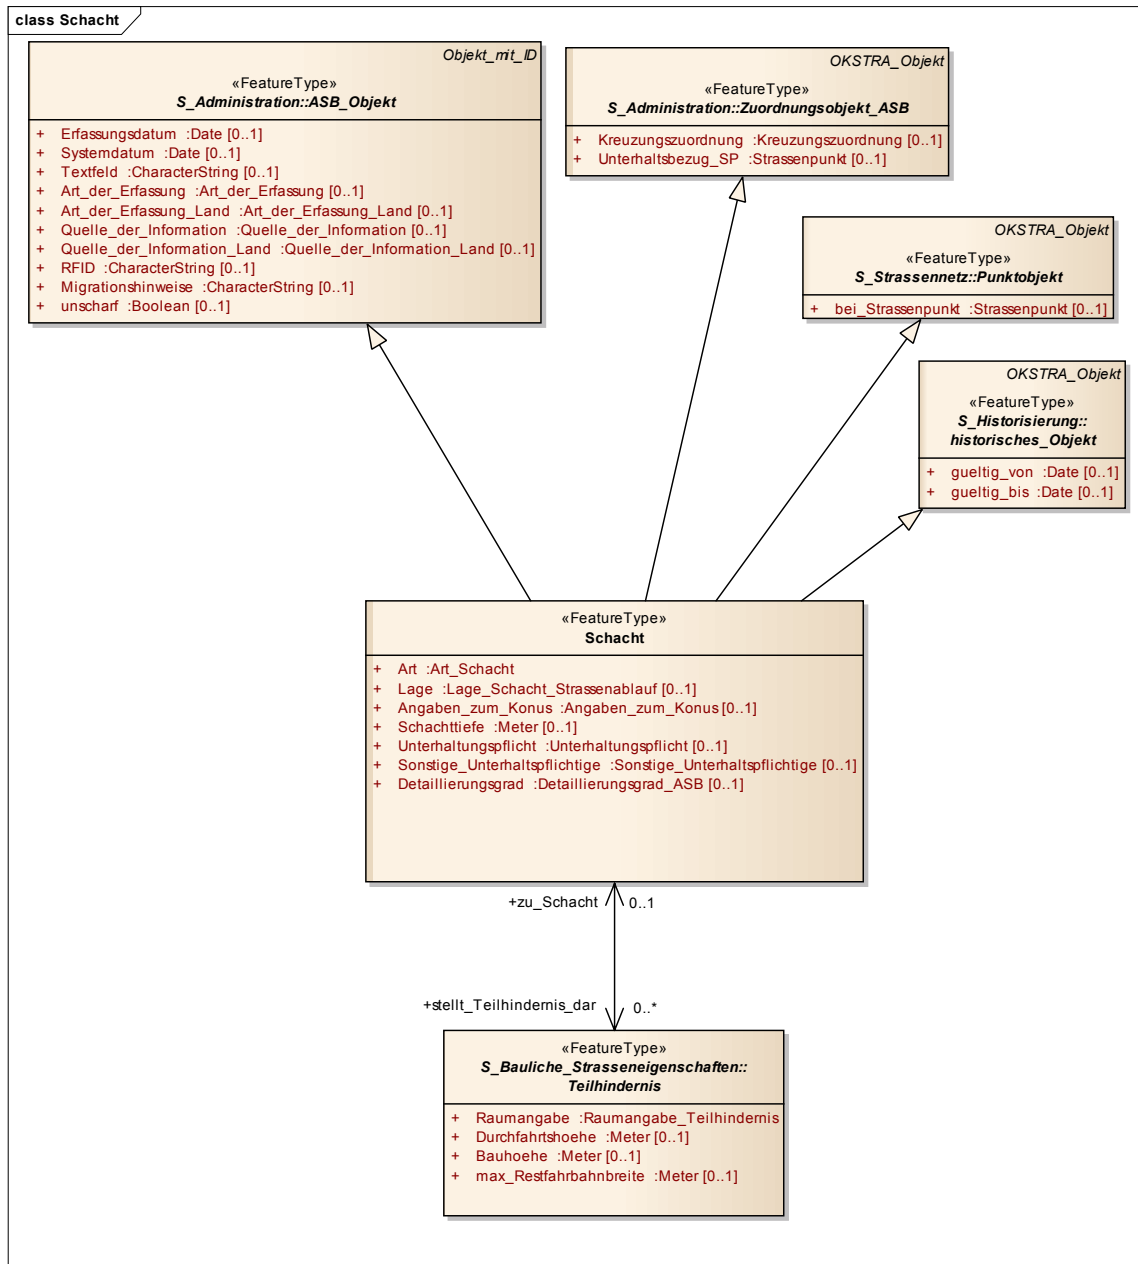 class Schacht
Objekt_mit_ID
«FeatureType»
S_Administration::ASB_Objekt
+ Erfassungsdatum :Date [0..1]
+ Systemdatum :Date [0..1]
+ Textfeld :CharacterString [0..1]
+ Art_der_Erfassung :Art_der_Erfassung [0..1]
+ Art_der_Erfassung_Land :Art_der_Erfassung_Land [0..1]
+ Quelle_der_Information :Quelle_der_Information [0..1]
+ Quelle_der_Information_Land :Quelle_der_Information_Land [0..1]
+ RFID :CharacterString [0..1]
+ Migrationshinweise :CharacterString [0..1]
+ unscharf :Boolean [0..1]
OKSTRA_Objekt
«FeatureType»
S_Administration::Zuordnungsobjekt_ASB
+ Kreuzungszuordnung :Kreuzungszuordnung [0..1]
+ Unterhaltsbezug_SP :Strassenpunkt [0..1]
OKSTRA_Objekt
«FeatureType»
S_Strassennetz::Punktobjekt
+ bei_Strassenpunkt :Strassenpunkt [0..1]
OKSTRA_Objekt
«FeatureType»
S_Historisierung::
historisches_Objekt
+ gueltig_von :Date [0..1]
+ gueltig_bis :Date [0..1]
«FeatureType»
Schacht
+ Art :Art_Schacht
+ Lage :Lage_Schacht_Strassenablauf [0..1]
+ Angaben_zum_Konus :Angaben_zum_Konus [0..1]
+ Schachttiefe :Meter [0..1]
+ Unterhaltungspflicht :Unterhaltungspflicht [0..1]
+ Sonstige_Unterhaltspflichtige :Sonstige_Unterhaltspflichtige [0..1]
+ Detaillierungsgrad :Detaillierungsgrad_ASB [0..1]
+zu_Schacht 0..1
+stellt_Teilhindernis_dar 0..*
«FeatureType»
S_Bauliche_Strasseneigenschaften::
Teilhindernis
+ Raumangabe :Raumangabe_Teilhindernis
+ Durchfahrtshoehe :Meter [0..1]
+ Bauhoehe :Meter [0..1]
+ max_Restfahrbahnbreite :Meter [0..1]